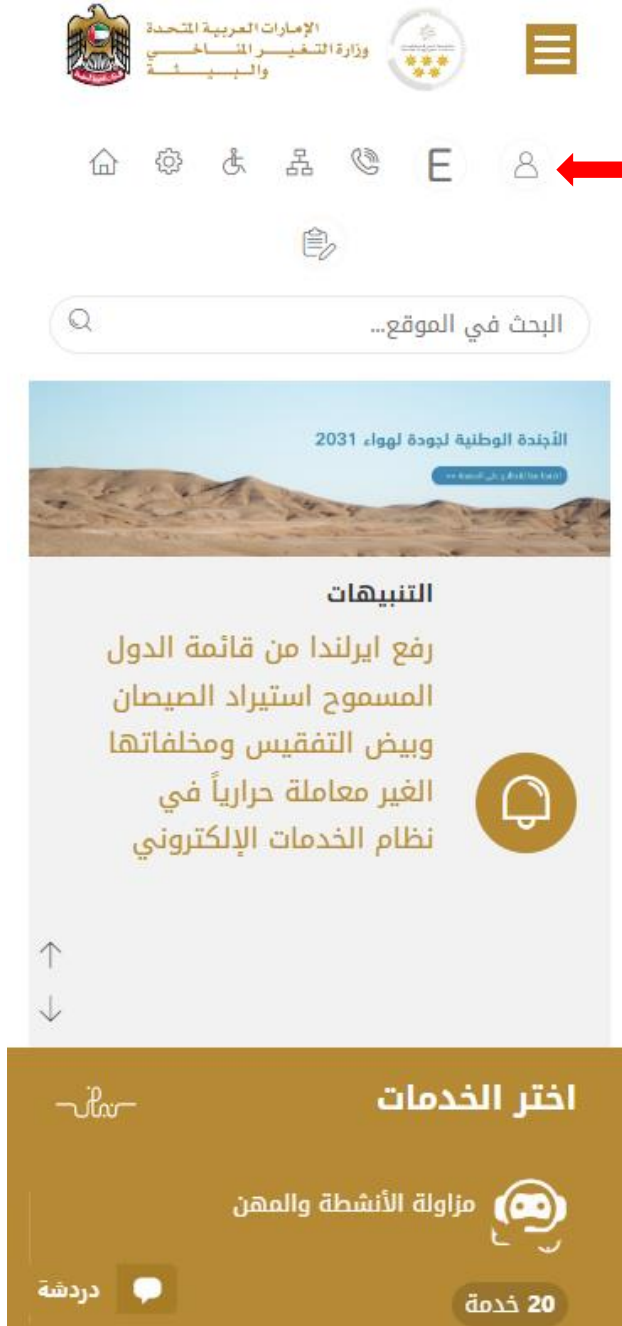 الإمارات العربية المتحدة
وزارة التغير المناخي
والبيئة
E
البحث في الموقع...
الأجندة الوطنية لجودة لهواء 2031
التنبيهات
رفع ايرلندا من قائمة الدول
المسموح استيراد الصيصان
وبيض التفقيس ومخلفاتها
الغير معاملة حرارياً في
نظام الخدمات الإلكتروني
اختر الخدمات
مزاولة الأنشطة والمهن
20 خدمة
دردشة